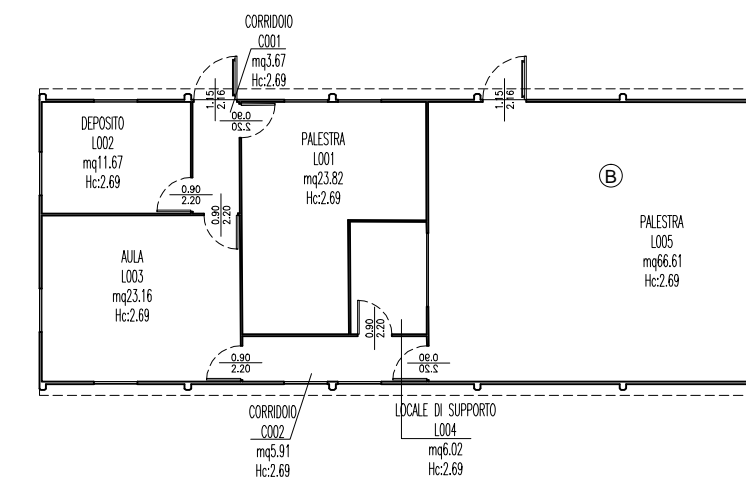 CORRIDOIO
C001
mq3.67
Hc:2.69
1.15
2.16
1.15
2.16
0.90
2.20
DEPOSITO
L002
mq11.67
Hc:2.69
PALESTRA
L001
mq23.82
Hc:2.69
B
0.90
2.20
0.90
2.20
PALESTRA
L005
mq66.61
Hc:2.69
AULA
L003
mq23.16
Hc:2.69
0.90
2.20
0.90
2.20
0.90
2.20
CORRIDOIO
C002
mq5.91
Hc:2.69
LOCALE DI SUPPORTO
L004
mq6.02
Hc:2.69